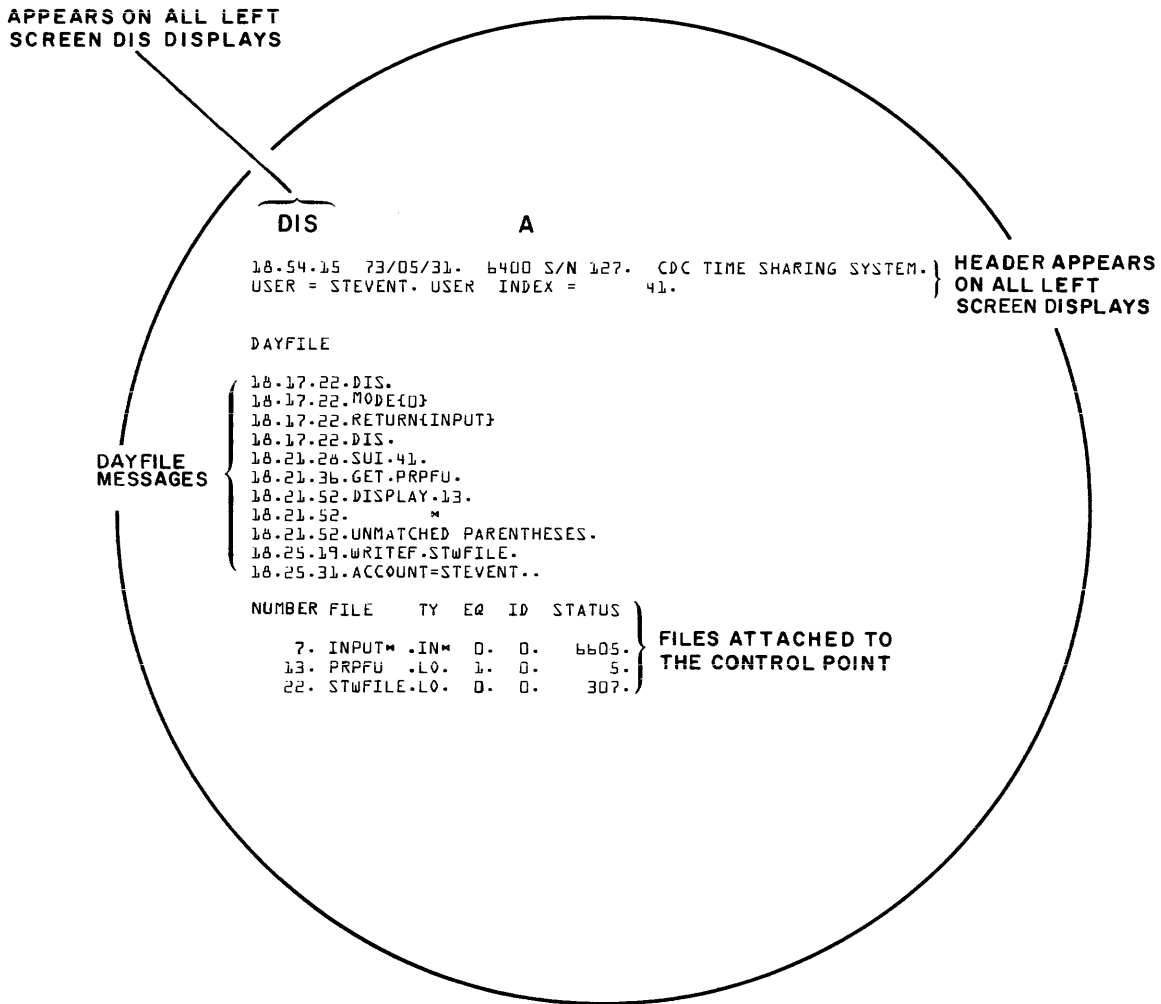 APPEARS ON ALL LEFT
SCREEN DIS DISPLAYS
DIS A
18.54.15 73/05/31. 6400 S/N 127. CDC TIME SHARING SYSTEM.
USER = STEVENT. USER INDEX = 41.
HEADER APPEARS
ON ALL LEFT
SCREEN DISPLAYS
DAYFILE
DAYFILE
MESSAGES
18.17.22.DIS.
18.17.22.MODE{0}
18.17.22.RETURN{INPUT}
18.17.22.DIS.
18.21.28.SUI.41.
18.21.36.GET.PRPFU.
18.21.52.DISPLAY.13.
18.21.52. *
18.21.52.UNMATCHED PARENTHESES.
18.25.19.WRITEF.STWFILE.
18.25.31.ACCOUNT=STEVENT..
NUMBER FILE TY EQ ID STATUS
7. INPUT* .IN* 0. 0. 6605.
13. PRPFU .LO. 1. 0. 5.
22. STWFILE.LO. 0. 0. 307.
FILES ATTACHED TO
THE CONTROL POINT